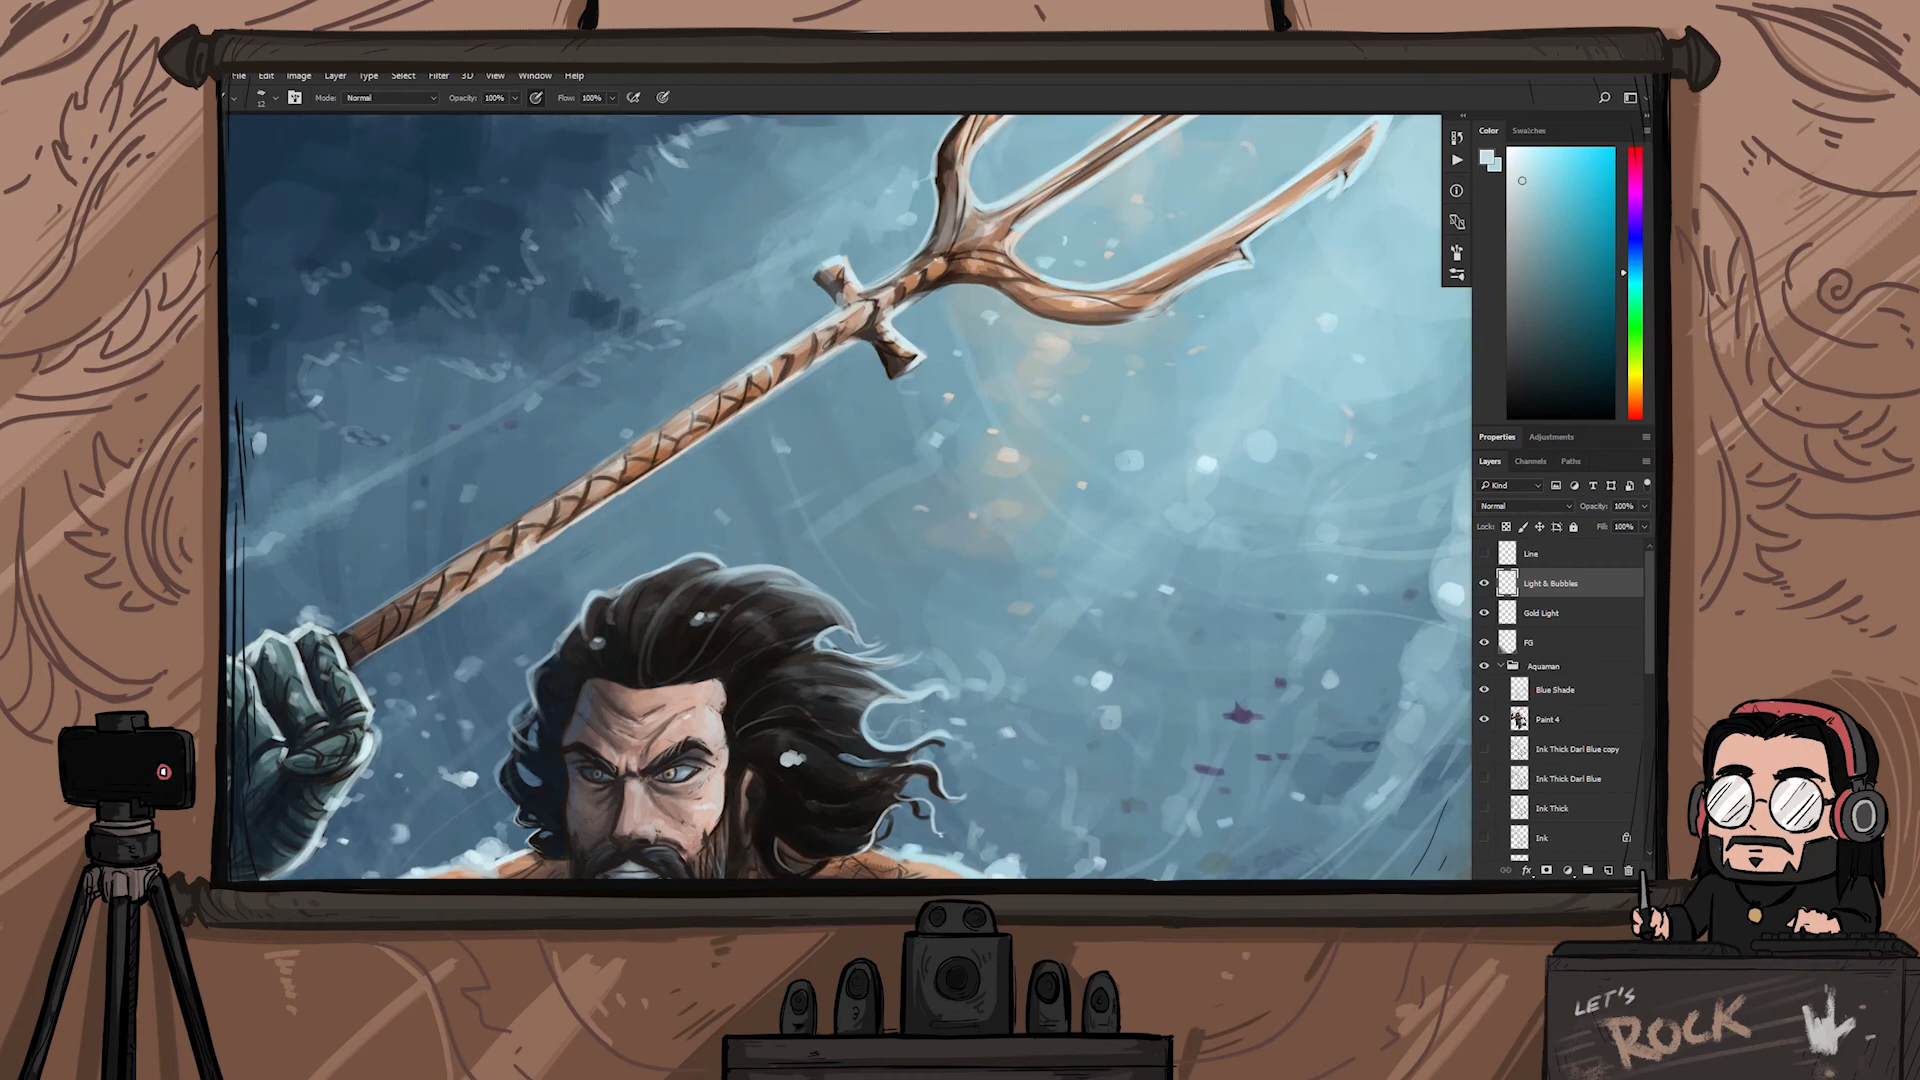 File Edit Image Layer Type Select Filter 3D View Window Help
12 Mode: Normal Opacity: 100% Flow: 100%
Color Swatches
Properties Adjustments
Layers Channels Paths
Kind
Normal Opacity: 100%
Lock: Fill: 100%
Line
Light & Bubbles
Gold Light
FG
Aquaman
Blue Shade
Paint 4
Ink Thick Darl Blue copy
Ink Thick Darl Blue
Ink Thick
Ink
fx
LET'S
ROCK